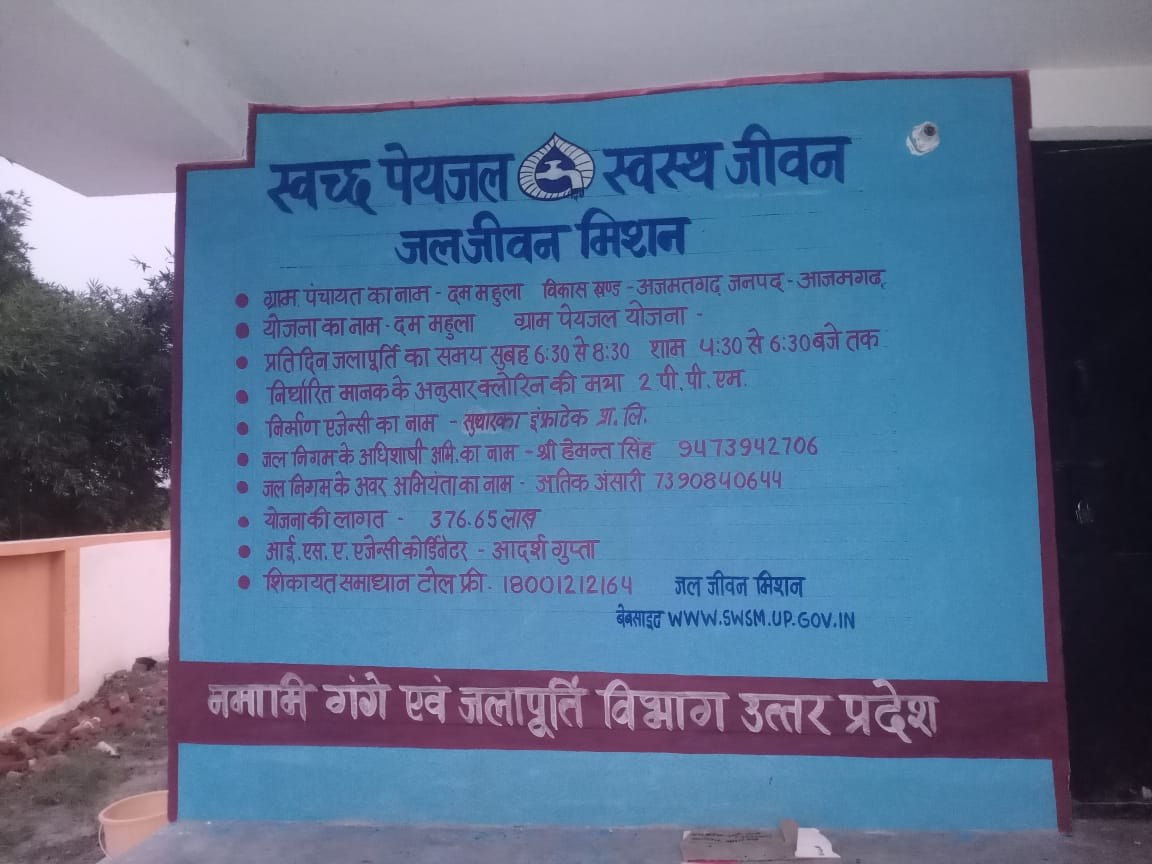 स्वच्छ पेयजल स्वस्थ जीवन
जलजीवन मिशन
ग्राम पंचायत का नाम - दम महुला विकास खण्ड - अजमतगढ़ जनपद - आजमगढ़
योजना का नाम - दम महुला ग्राम पेयजल योजना -
प्रतिदिन जलापूर्ति का समय सुबह 6:30 से 8:30 शाम 4:30 से 6:30 बजे तक
निर्धारित मानक के अनुसार क्लोरिन की मत्रा 2 पी. पी. एम.
निर्माण एजेन्सी का नाम - सुधारका इंफ्राटेक प्रा. लि.
जल निगम के अधिशाषी अभि. का नाम - श्री हेमन्त सिंह 9473942706
जल निगम के अवर अभियंता का नाम - अतिक अंसारी 7390840644
योजना की लागत - 376.65 लाख
आई. एस. ए. एजेन्सी कोर्डिनेटर - आदर्श गुप्ता
शिकायत समाधान टोल फ्री. 18001212164
जल जीवन मिशन
बेबसाइट WWW.SWSM.UP.GOV.IN
नमामि गंगे एवं जलापूर्ति विभाग उत्तर प्रदेश